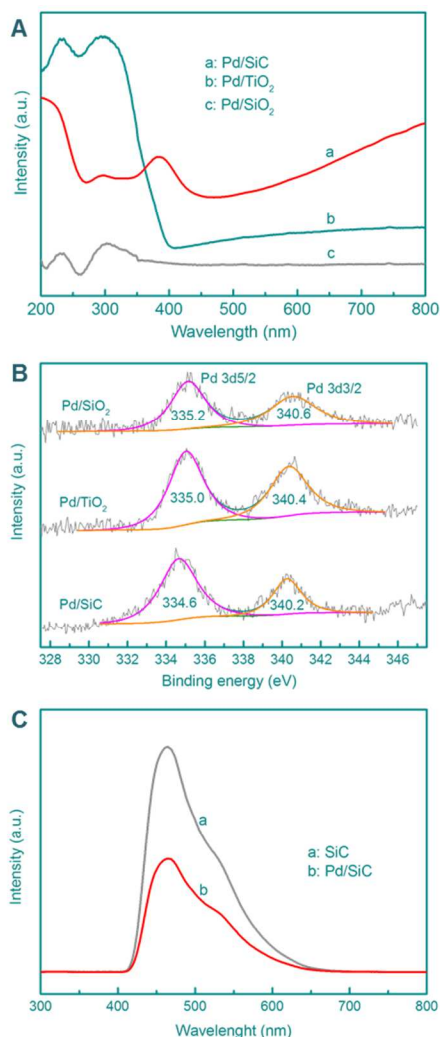 A
a: Pd/SiC
b: Pd/TiO2
c: Pd/SiO2
Intensity (a.u.)
a
b
c
200 300 400 500 600 700 800
Wavelength (nm)
B
Pd 3d5/2 Pd 3d3/2
Pd/SiO2
335.2 340.6
Pd/TiO2
335.0 340.4
Pd/SiC
334.6 340.2
Intensity (a.u.)
328 330 332 334 336 338 340 342 344 346
Binding energy (eV)
C
a
b
a: SiC
b: Pd/SiC
Intensity (a.u.)
300 400 500 600 700 800
Wavelenght (nm)